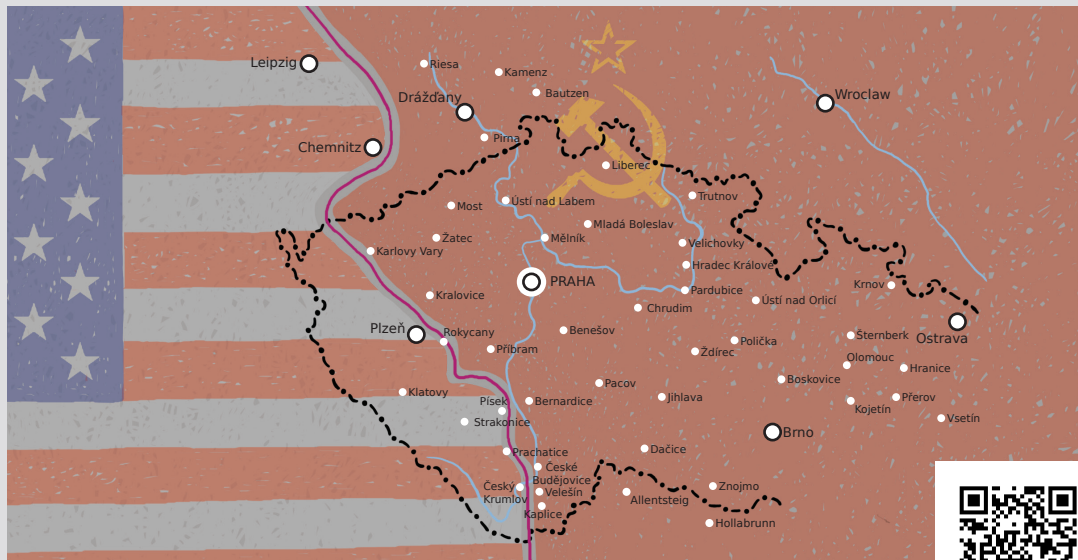 Leipzig
Riesa
Kamenz
Bautzen
Drážďany
Wroclaw
Pirna
Chemnitz
Liberec
Trutnov
Most
Ústí nad Labem
Mladá Boleslav
Žatec
Mělník
Velichovky
Karlovy Vary
Hradec Králové
PRAHA
Krnov
Kralovice
Pardubice
Ústí nad Orlicí
Chrudim
Plzeň
Rokycany
Benešov
Šternberk
Ostrava
Polička
Příbram
Ždírec
Olomouc
Hranice
Boskovice
Pacov
Klatovy
Písek
Bernardice
Jihlava
Přerov
Kojetín
Vsetín
Strakonice
Brno
Prachatice
Dačice
České
Budějovice
Český
Krumlov
Velešín
Znojmo
Allentsteig
Kaplice
Hollabrunn